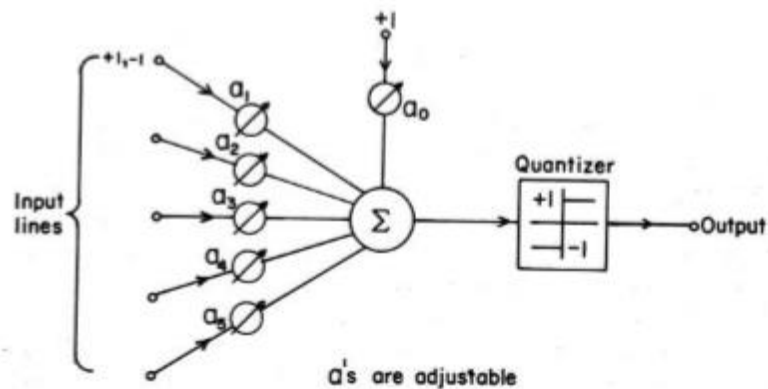 +1
+1,-1
a₁
a₀
a₂
Quantizer
a₃
+1
Input
lines
Σ
-1
Output
a₄
a₅
a's are adjustable